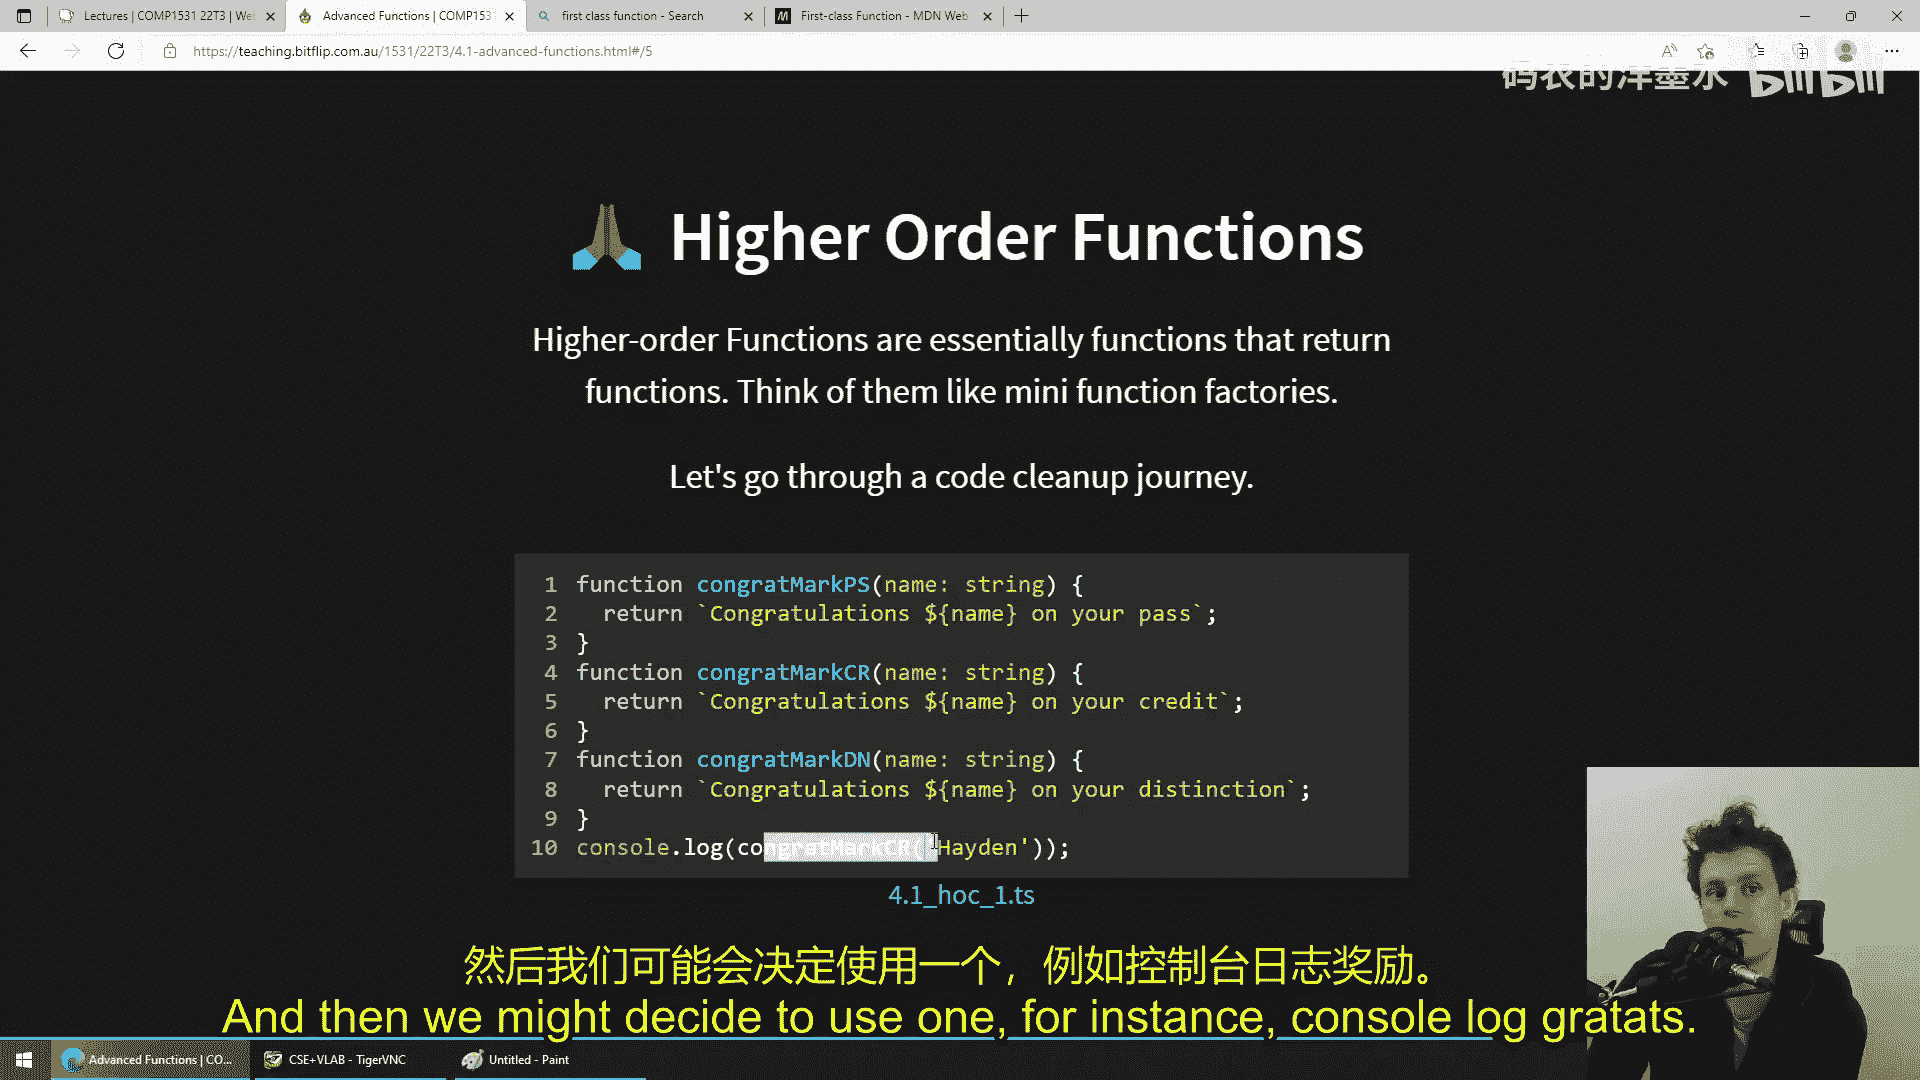 Lectures | COMP1531 22T3 | We
Advanced Functions | COMP153
first class function - Search
First-class Function - MDN Web
https://teaching.bitflip.com.au/1531/22T3/4.1-advanced-functions.html#/5
码农的洋墨水 bilibili
Higher Order Functions
Higher-order Functions are essentially functions that return
functions. Think of them like mini function factories.
Let's go through a code cleanup journey.
1 function congratMarkPS(name: string) {
2 return `Congratulations ${name} on your pass`;
3 }
4 function congratMarkCR(name: string) {
5 return `Congratulations ${name} on your credit`;
6 }
7 function congratMarkDN(name: string) {
8 return `Congratulations ${name} on your distinction`;
9 }
10 console.log(congratMarkCR('Hayden'));
4.1_hoc_1.ts
然后我们可能会决定使用一个，例如控制台日志奖励。
And then we might decide to use one, for instance, console log gratats.
Advanced Functions | CO...
CSE+VLAB - TigerVNC
Untitled - Paint